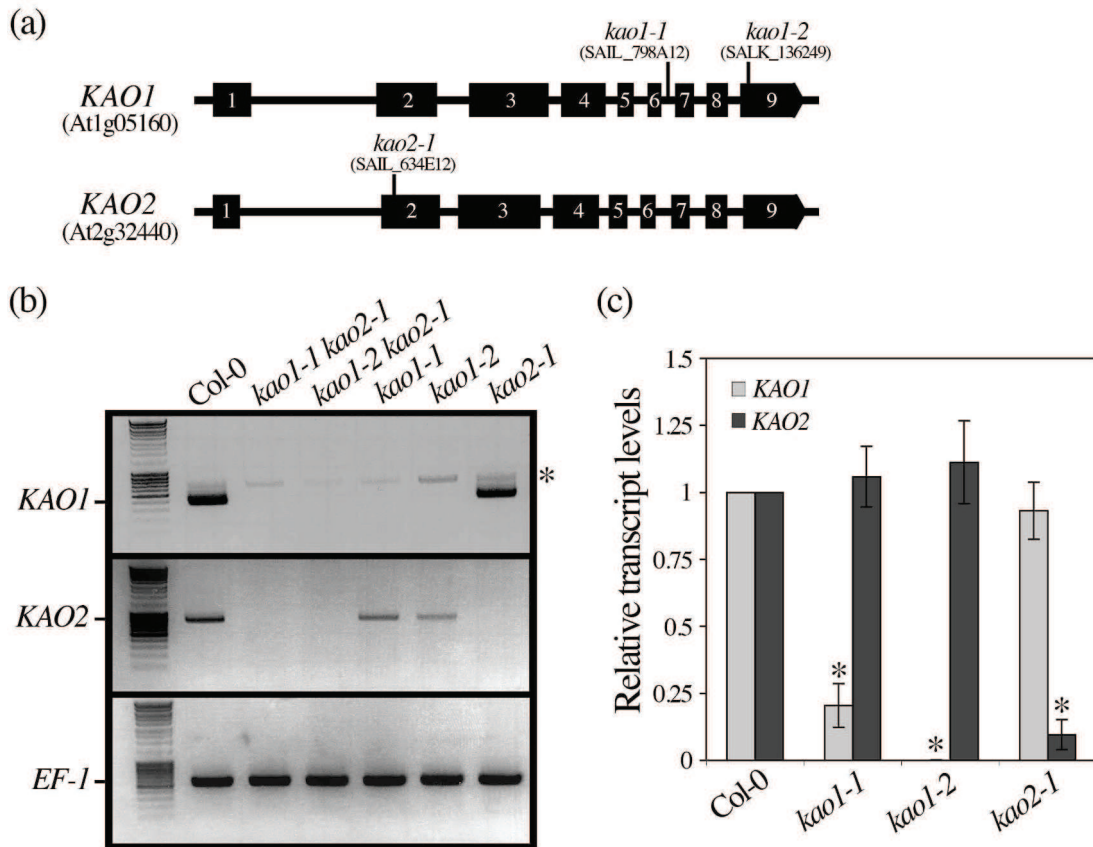 (a)
kao1-1
(SAIL_798A12)
kao1-2
(SALK_136249)
KAO1
(At1g05160)
1 2 3 4 5 6 7 8 9
kao2-1
(SAIL_634E12)
KAO2
(At2g32440)
1 2 3 4 5 6 7 8 9
(b)
Col-0
kao1-1 kao2-1
kao1-2 kao2-1
kao1-1
kao1-2
kao2-1
KAO1
*
KAO2
EF-1
(c)
Relative transcript levels
1.5
1.25
1
0.75
0.5
0.25
0
KAO1
KAO2
*
*
*
Col-0
kao1-1
kao1-2
kao2-1